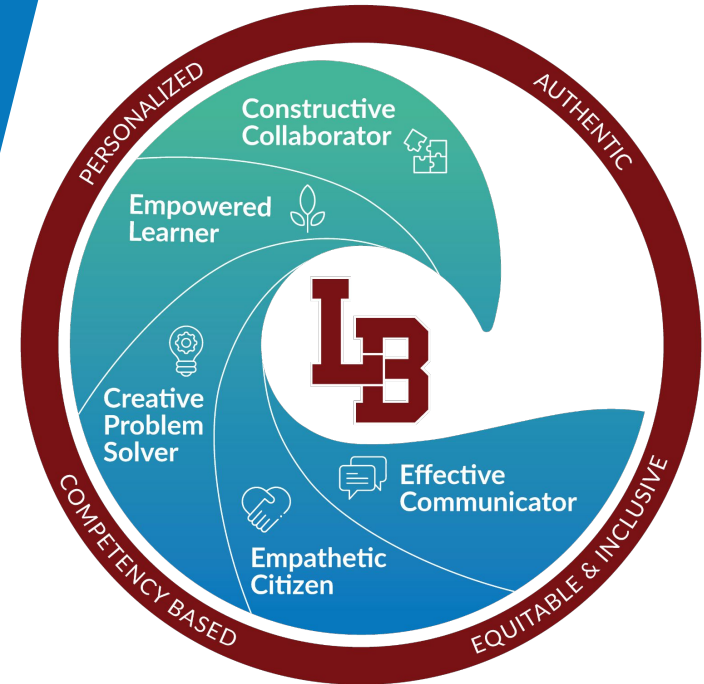 PERSONALIZED
AUTHENTIC
Constructive
Collaborator
Empowered
Learner
LB
Creative
Problem
Solver
Effective
Communicator
Empathetic
Citizen
COMPETENCY BASED
EQUITABLE & INCLUSIVE